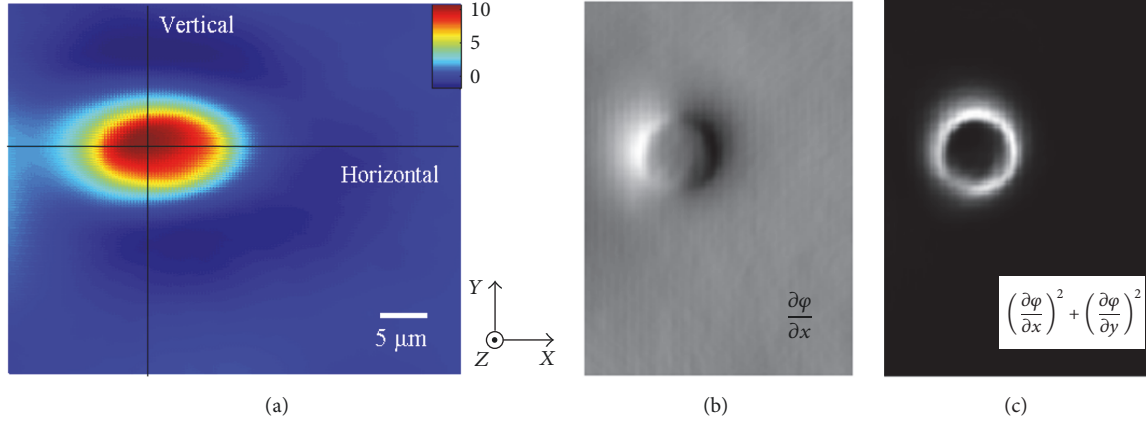 Vertical
10
5
0
Horizontal
5 μm
Y
Z
X
∂φ
∂x
(∂φ/∂x)² + (∂φ/∂y)²
(a)
(b)
(c)